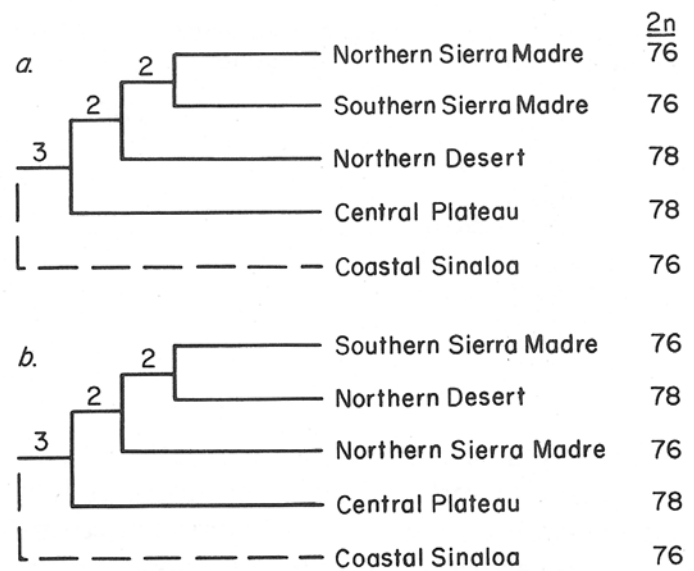 2n
a. 2 Northern Sierra Madre 76
2 Southern Sierra Madre 76
3 Northern Desert 78
Central Plateau 78
Coastal Sinaloa 76
b. 2 Southern Sierra Madre 76
2 Northern Desert 78
3 Northern Sierra Madre 76
Central Plateau 78
Coastal Sinaloa 76